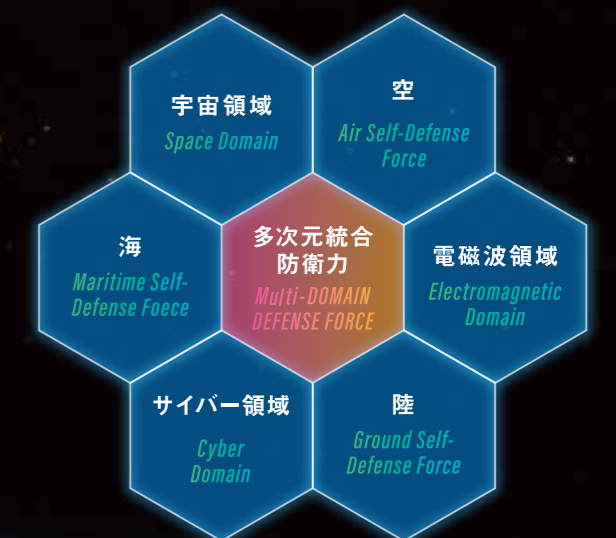 宇宙領域
Space Domain
空
Air Self-Defense
Force
海
Maritime Self-
Defense Foece
多次元統合
防衛力
Multi-DOMAIN
DEFENSE FORCE
電磁波領域
Electromagnetic
Domain
サイバー領域
Cyber
Domain
陸
Ground Self-
Defense Force